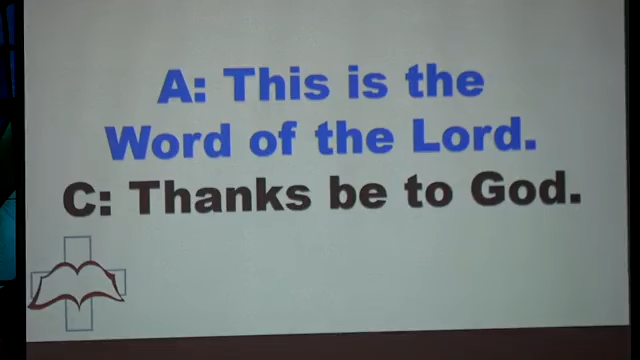 A: This is the
Word of the Lord.
C: Thanks be to God.